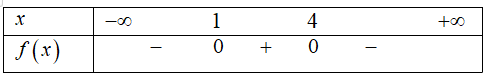 x −∞ 1 4 +∞
f(x) − 0 + 0 −